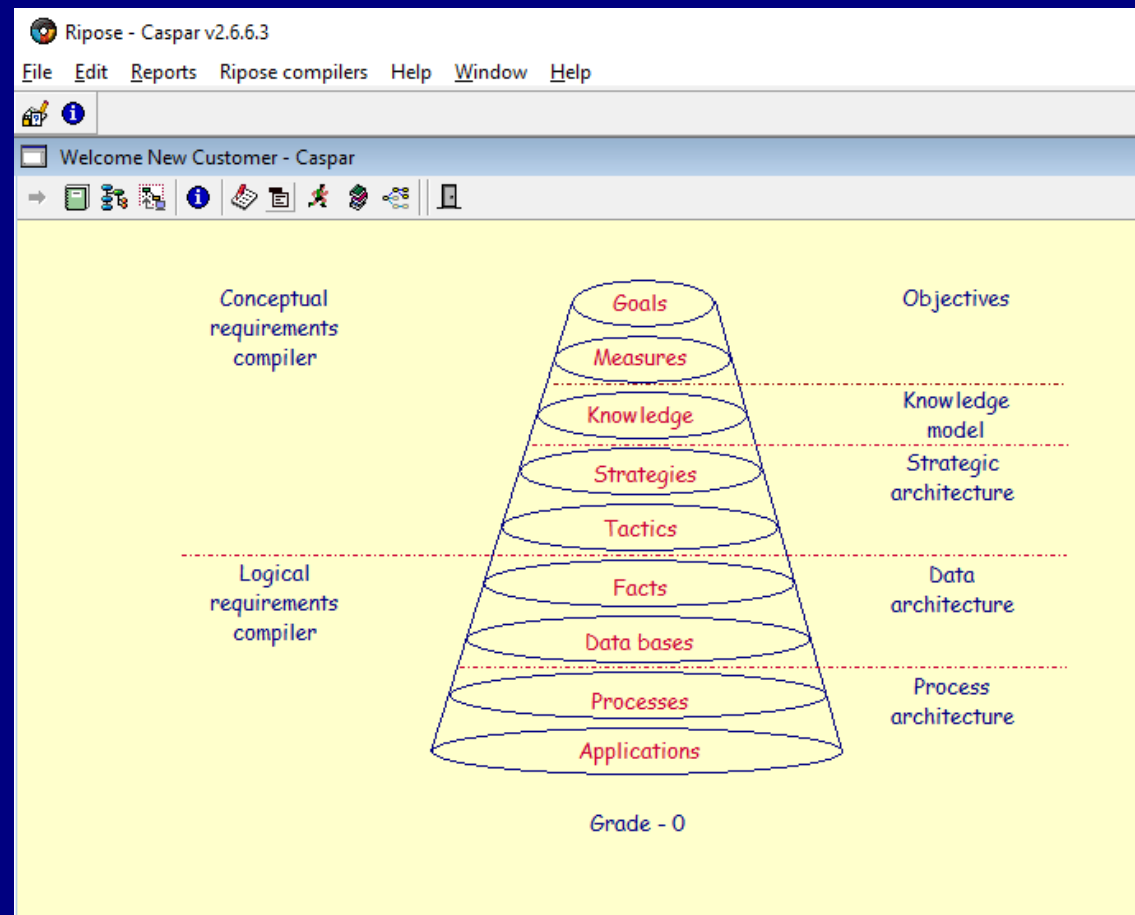 Ripose - Caspar v2.6.6.3
File Edit Reports Ripose compilers Help Window Help
Welcome New Customer - Caspar
Conceptual
requirements
compiler
Goals
Objectives
Measures
Knowledge
Knowledge
model
Strategies
Strategic
architecture
Tactics
Logical
requirements
compiler
Facts
Data
architecture
Data bases
Processes
Process
architecture
Applications
Grade - 0